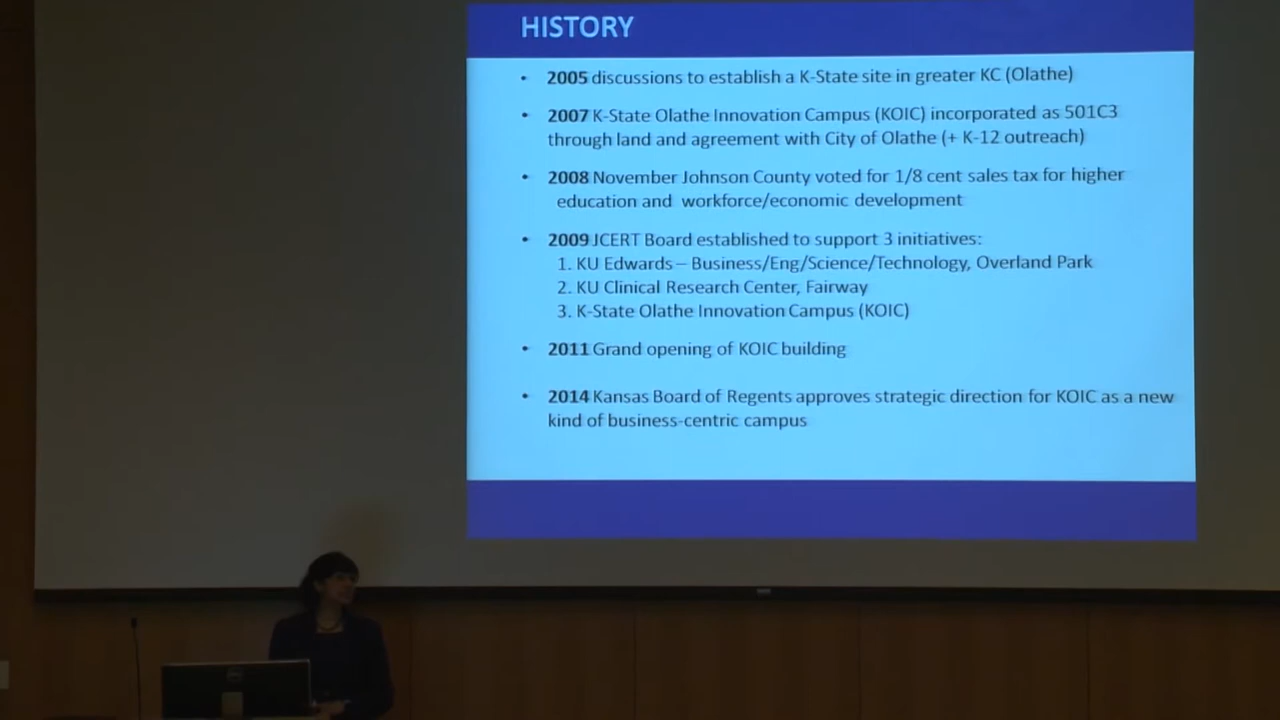 HISTORY
• 2005 discussions to establish a K-State site in greater KC (Olathe)
• 2007 K-State Olathe Innovation Campus (KOIC) incorporated as 501C3
through land and agreement with City of Olathe (+ K-12 outreach)
• 2008 November Johnson County voted for 1/8 cent sales tax for higher
education and workforce/economic development
• 2009 JCERT Board established to support 3 initiatives:
1. KU Edwards – Business/Eng/Science/Technology, Overland Park
2. KU Clinical Research Center, Fairway
3. K-State Olathe Innovation Campus (KOIC)
• 2011 Grand opening of KOIC building
• 2014 Kansas Board of Regents approves strategic direction for KOIC as a new
kind of business-centric campus